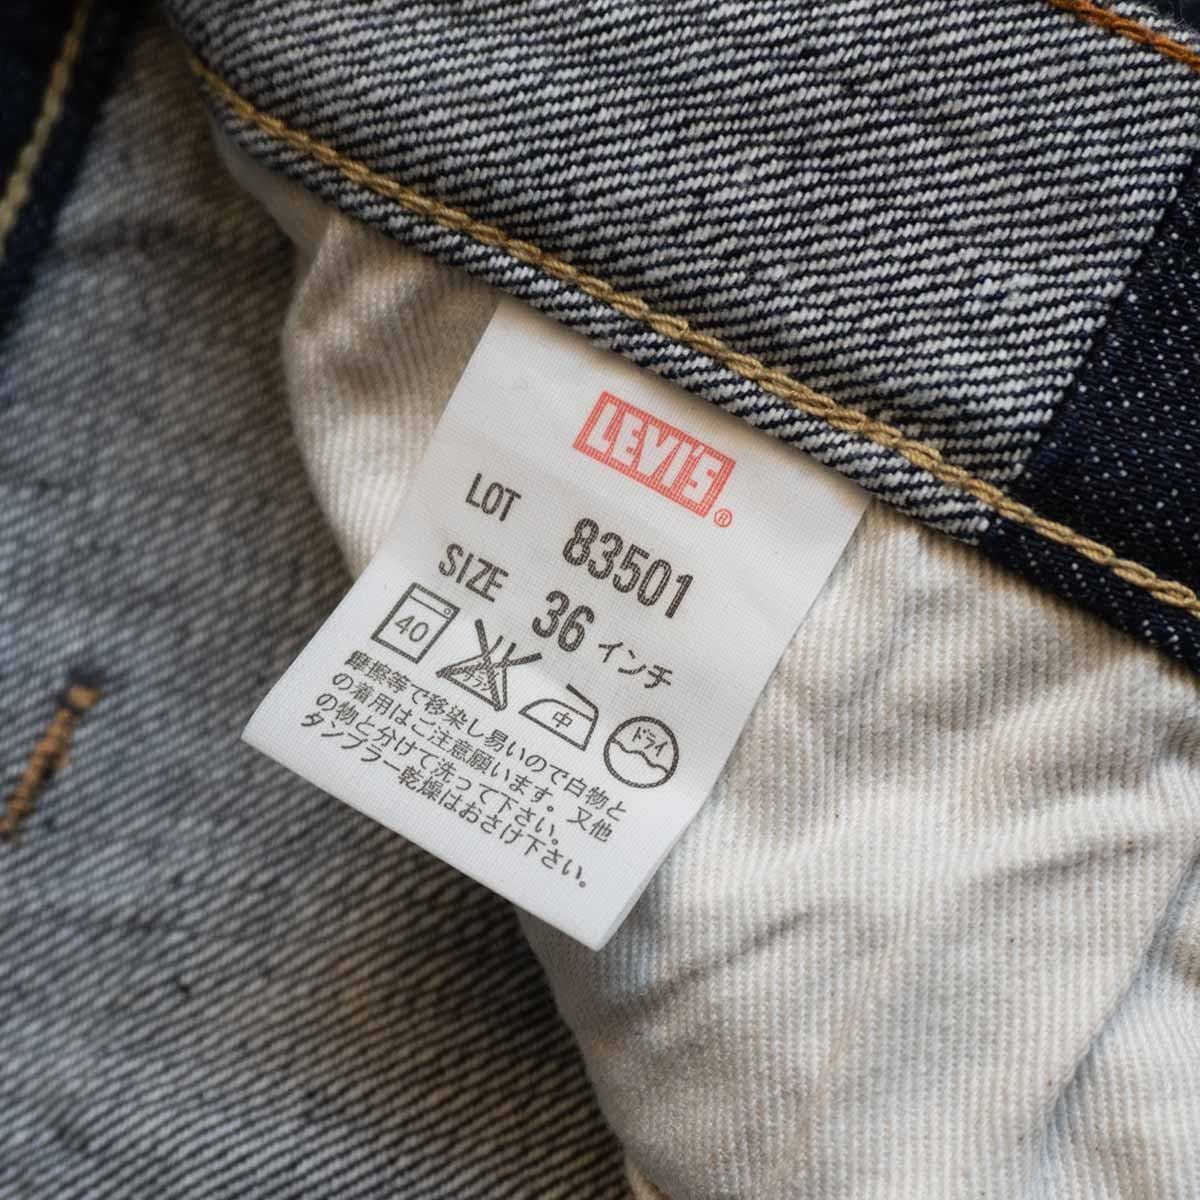 LEVI'S®
LOT 83501
SIZE 36 インチ
40 中 ドライ
摩擦等で移染し易いので白物と
の着用はご注意願います。又他
の物と分けて洗って下さい。
タンブラー乾燥はおさけ下さい。